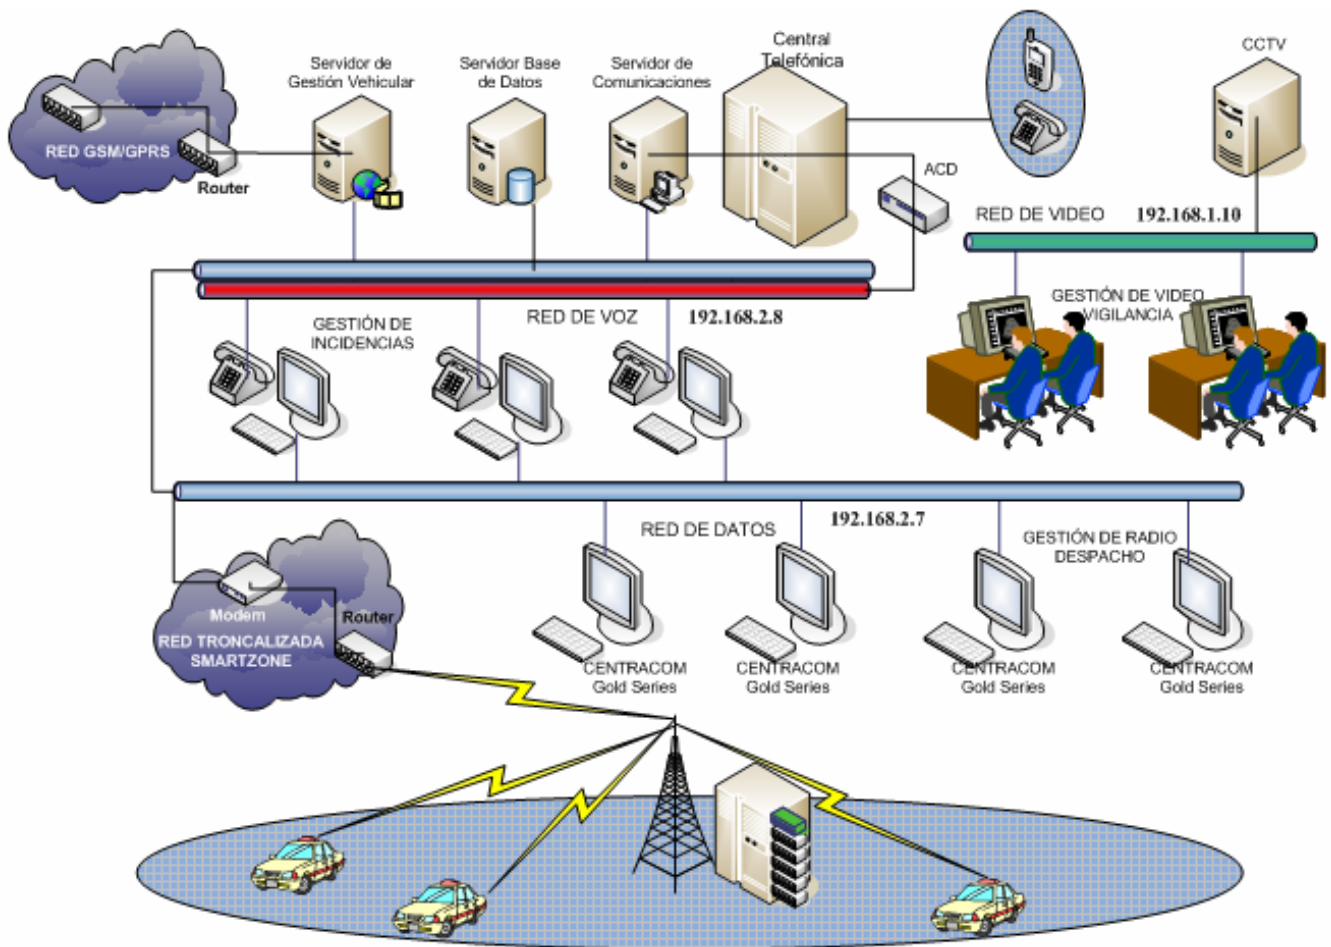 Central
Telefónica
CCTV
Servidor de
Gestión Vehicular
Servidor Base
de Datos
Servidor de
Comunicaciones
RED GSM/GPRS
Router
ACD
RED DE VIDEO
192.168.1.10
GESTIÓN DE
INCIDENCIAS
RED DE VOZ
192.168.2.8
GESTIÓN DE VIDEO
VIGILANCIA
RED DE DATOS
192.168.2.7
GESTIÓN DE RADIO
DESPACHO
Modem
Router
RED TRONCALIZADA
SMARTZONE
CENTRACOM
Gold Series
CENTRACOM
Gold Series
CENTRACOM
Gold Series
CENTRACOM
Gold Series